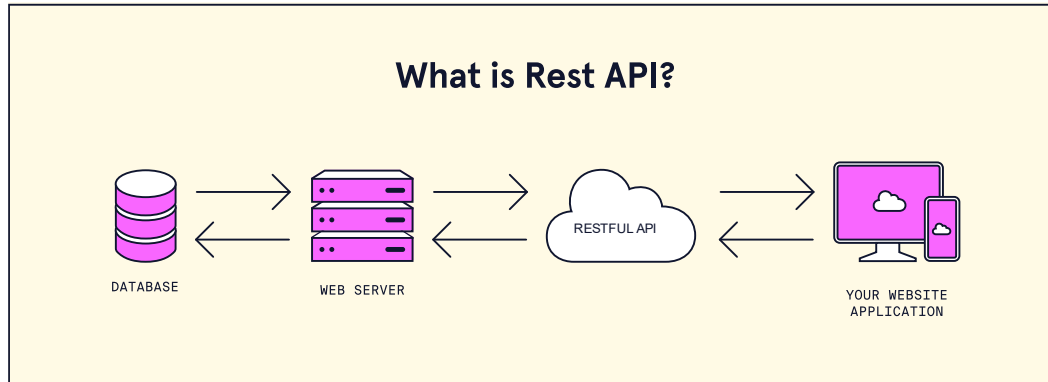 What is Rest API?
RESTFUL API
DATABASE
WEB SERVER
YOUR WEBSITE
APPLICATION